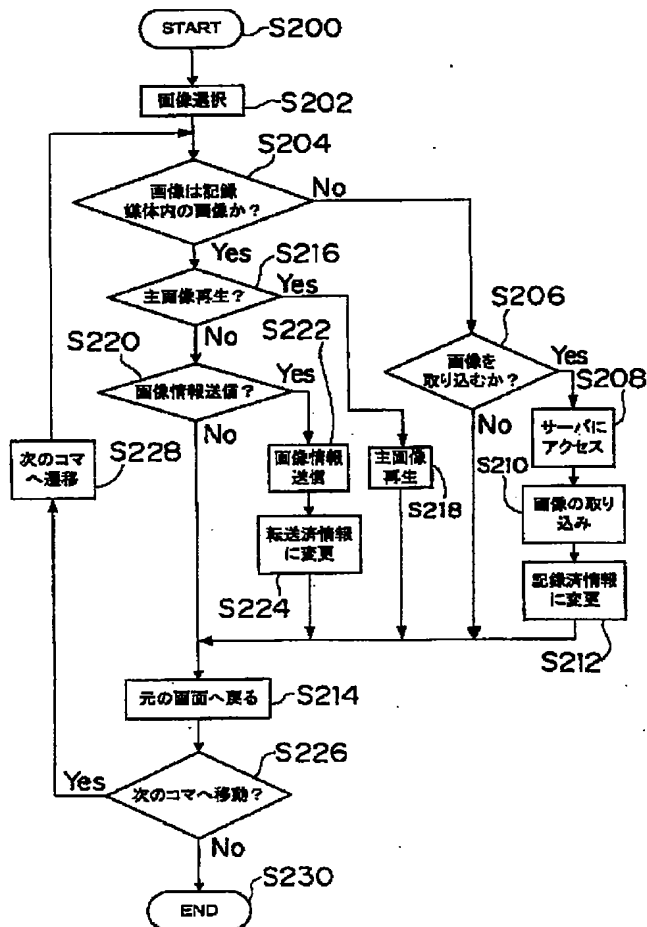 START
S200
画像選択
S202
S204
画像は記録
媒体内の画像か?
No
Yes
S216
主画像再生?
Yes
No
S206
画像を
取り込むか?
Yes
No
S208
サーバに
アクセス
S210
画像の取り
込み
記録済情報
に変更
S212
S220
画像情報送信?
Yes
No
S222
画像情報
送信
主画像
再生
S218
転送済情報
に変更
S224
次のコマ
へ遷移
S228
元の画面へ戻る
S214
S226
次のコマへ移動?
Yes
No
S230
END